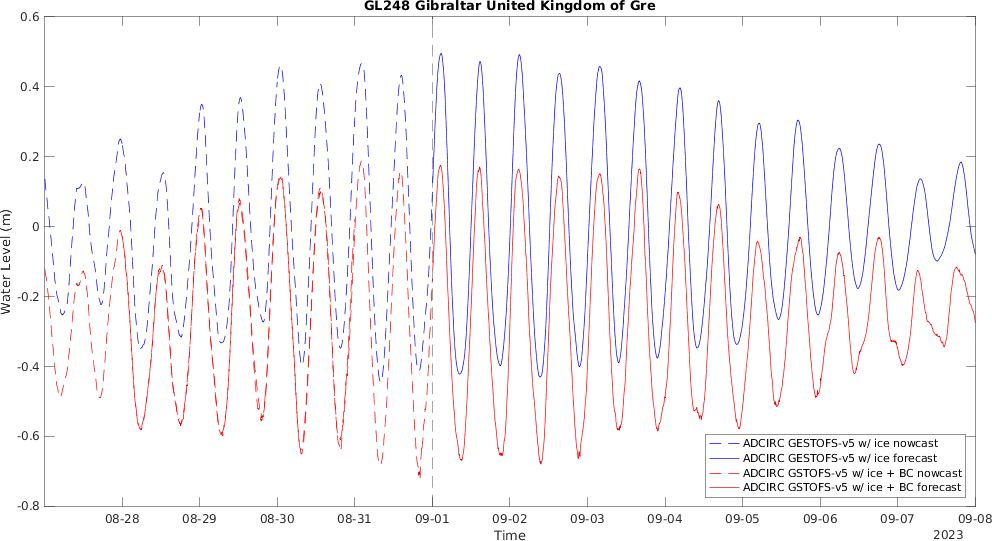 GL248 Gibraltar United Kingdom of Gre
0.6
0.4
0.2
0
-0.2
-0.4
-0.6
-0.8
Water Level (m)
ADCIRC GESTOFS-v5 w/ ice nowcast
ADCIRC GESTOFS-v5 w/ ice forecast
ADCIRC GSTOFS-v5 w/ ice + BC nowcast
ADCIRC GSTOFS-v5 w/ ice + BC forecast
08-28 08-29 08-30 08-31 09-01 09-02 09-03 09-04 09-05 09-06 09-07 09-08
Time
2023